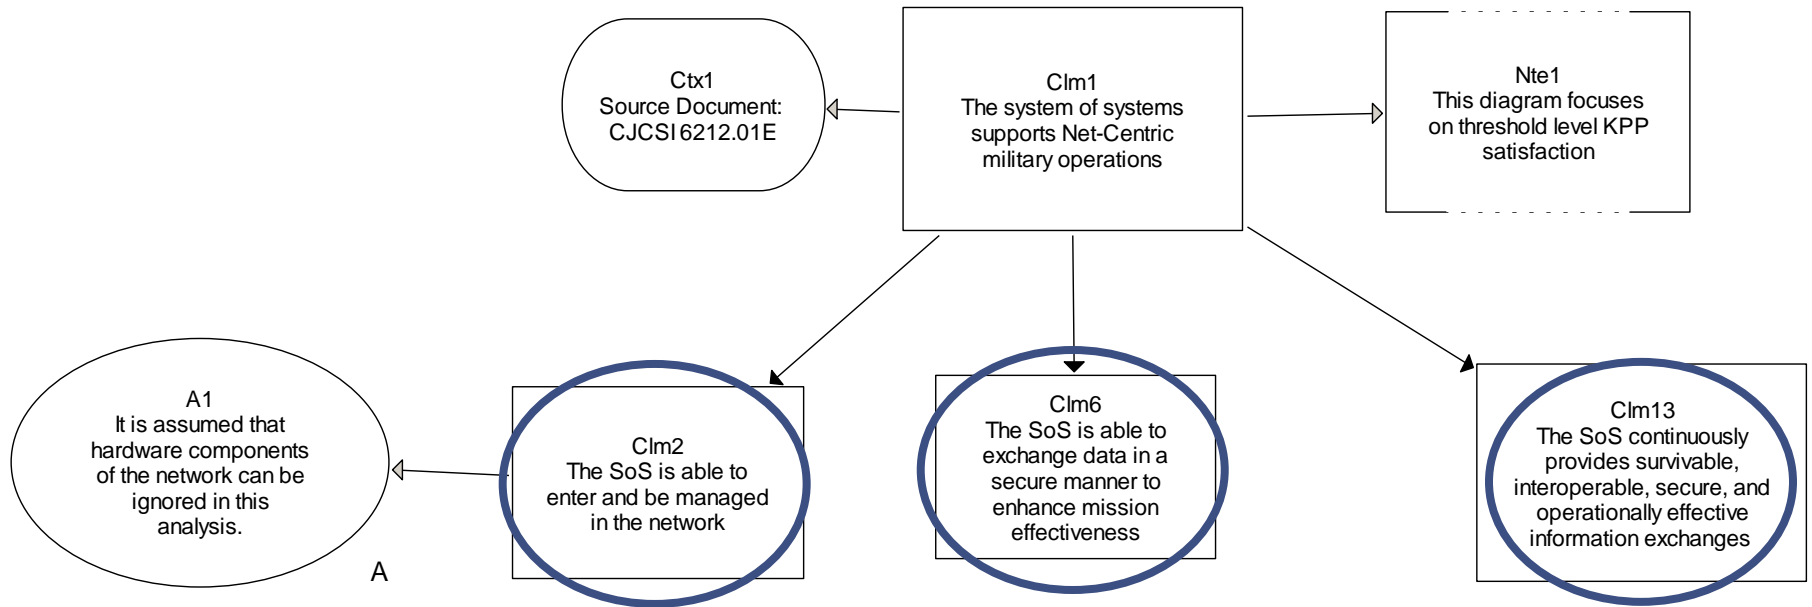 Ctx1
Source Document:
CJCSI 6212.01E
Clm1
The system of systems
supports Net-Centric
military operations
Nte1
This diagram focuses
on threshold level KPP
satisfaction
A1
It is assumed that
hardware components
of the network can be
ignored in this
analysis.
A
Clm2
The SoS is able to
enter and be managed
in the network
Clm6
The SoS is able to
exchange data in a
secure manner to
enhance mission
effectiveness
Clm13
The SoS continuously
provides survivable,
interoperable, secure, and
operationally effective
information exchanges